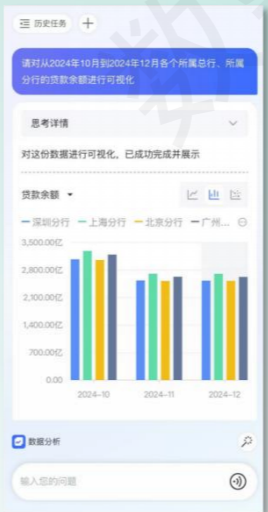 历史任务
请对从2024年10月到2024年12月各个所属总行、所属
分行的贷款余额进行可视化
思考详情
对这份数据进行可视化，已成功完成并展示
贷款余额
深圳分行 上海分行 北京分行 广州...
3,500.00亿
2,800.00亿
2,100.00亿
1,400.00亿
700.00亿
0.00
2024-10 2024-11 2024-12
数据分析
输入您的问题